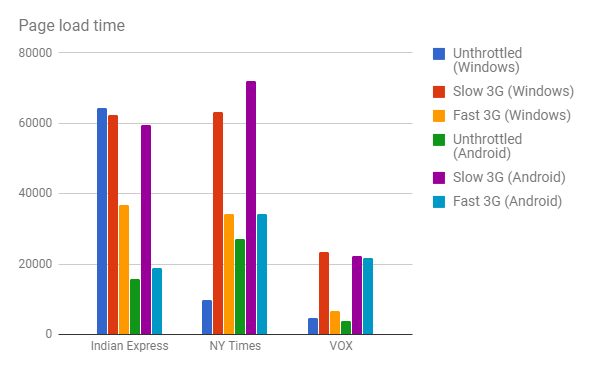 Page load time
80000
60000
40000
20000
0
Indian Express
NY Times
VOX
Unthrottled
(Windows)
Slow 3G (Windows)
Fast 3G (Windows)
Unthrottled
(Android)
Slow 3G (Android)
Fast 3G (Android)